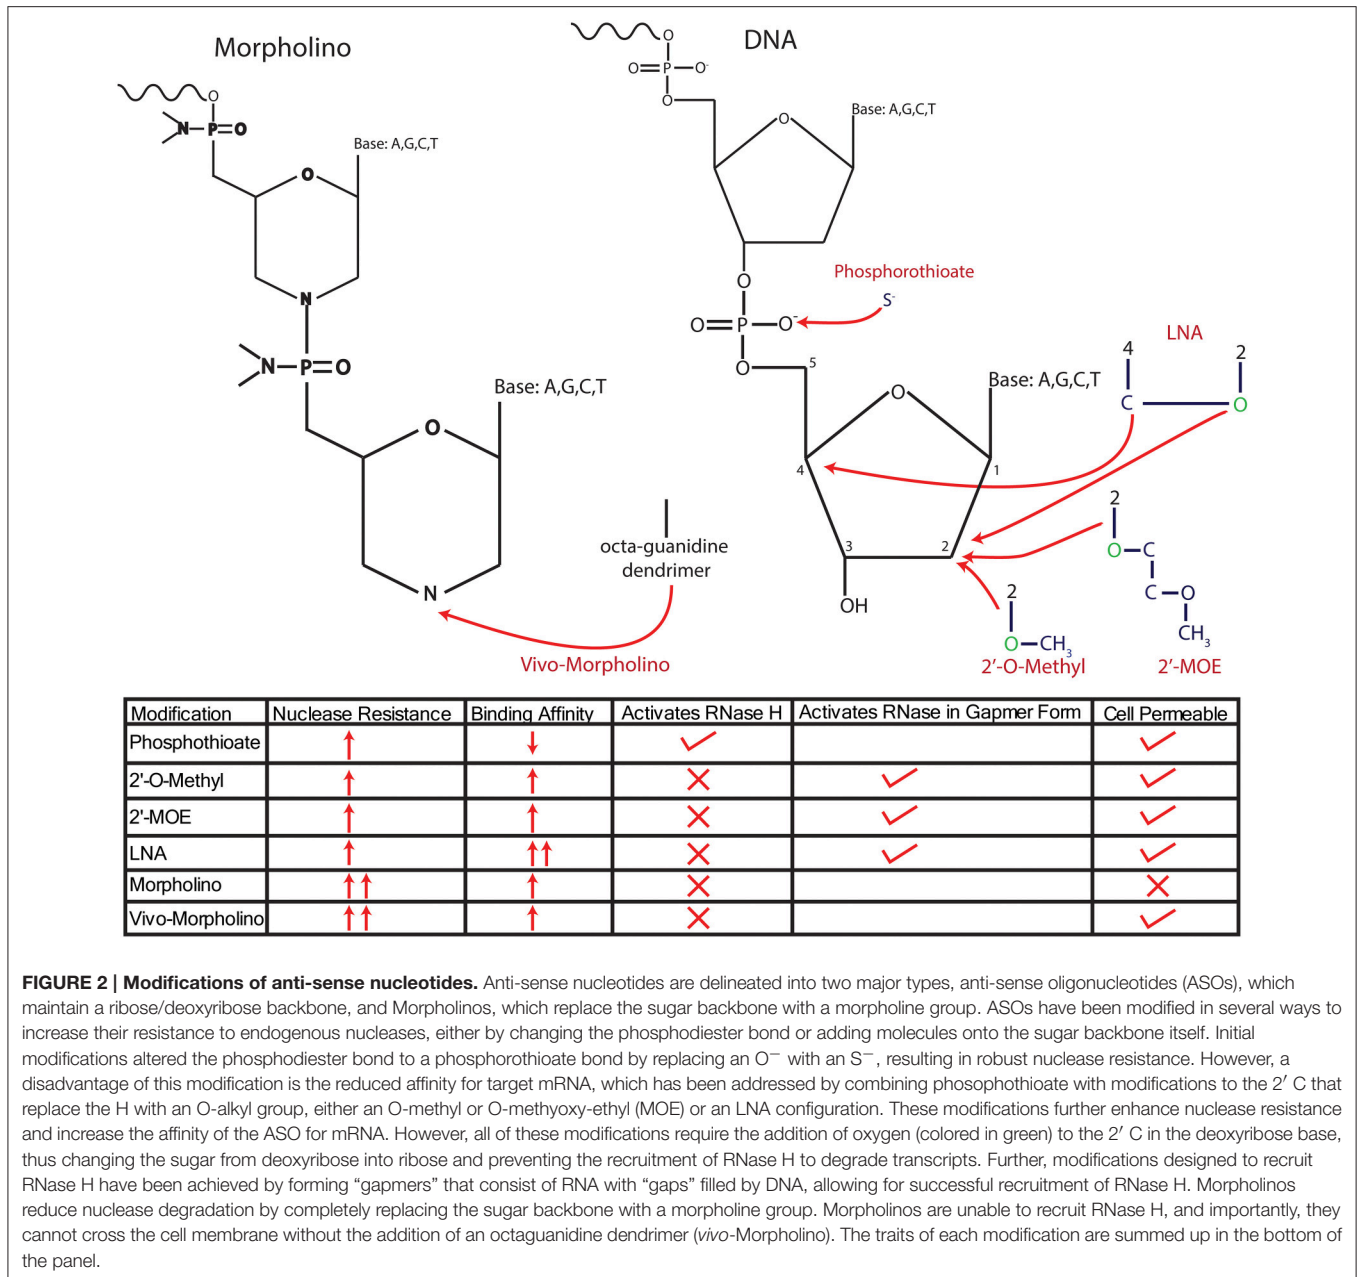 Morpholino
DNA
O
N
P=O
Base: A,G,C,T
O
N
N
P=O
Base: A,G,C,T
O
N
octa-guanidine
dendrimer
Vivo-Morpholino
O
O=P—O-
O
Base: A,G,C,T
O
O
Phosphorothioate
S-
O=P—O-
O
5
Base: A,G,C,T
O
4
1
3
2
OH
LNA
4
2
C
O
2
O—C
C—O
CH3
2'-MOE
2
O—CH3
2'-O-Methyl
Modification Nuclease Resistance Binding Affinity Activates RNase H Activates RNase in Gapmer Form Cell Permeable
Phosphothioate ↑ ↓ ✓ ✓
2'-O-Methyl ↑ ↑ ✕ ✓ ✓
2'-MOE ↑ ↑ ✕ ✓ ✓
LNA ↑ ↑↑ ✕ ✓ ✓
Morpholino ↑↑ ↑ ✕ ✕
Vivo-Morpholino ↑↑ ↑ ✕ ✓
FIGURE 2 | Modifications of anti-sense nucleotides. Anti-sense nucleotides are delineated into two major types, anti-sense oligonucleotides (ASOs), which
maintain a ribose/deoxyribose backbone, and Morpholinos, which replace the sugar backbone with a morpholine group. ASOs have been modified in several ways to
increase their resistance to endogenous nucleases, either by changing the phosphodiester bond or adding molecules onto the sugar backbone itself. Initial
modifications altered the phosphodiester bond to a phosphorothioate bond by replacing an O− with an S−, resulting in robust nuclease resistance. However, a
disadvantage of this modification is the reduced affinity for target mRNA, which has been addressed by combining phosophothioate with modifications to the 2′ C that
replace the H with an O-alkyl group, either an O-methyl or O-methyoxy-ethyl (MOE) or an LNA configuration. These modifications further enhance nuclease resistance
and increase the affinity of the ASO for mRNA. However, all of these modifications require the addition of oxygen (colored in green) to the 2′ C in the deoxyribose base,
thus changing the sugar from deoxyribose into ribose and preventing the recruitment of RNase H to degrade transcripts. Further, modifications designed to recruit
RNase H have been achieved by forming “gapmers” that consist of RNA with “gaps” filled by DNA, allowing for successful recruitment of RNase H. Morpholinos
reduce nuclease degradation by completely replacing the sugar backbone with a morpholine group. Morpholinos are unable to recruit RNase H, and importantly, they
cannot cross the cell membrane without the addition of an octaguanidine dendrimer (vivo-Morpholino). The traits of each modification are summed up in the bottom of
the panel.